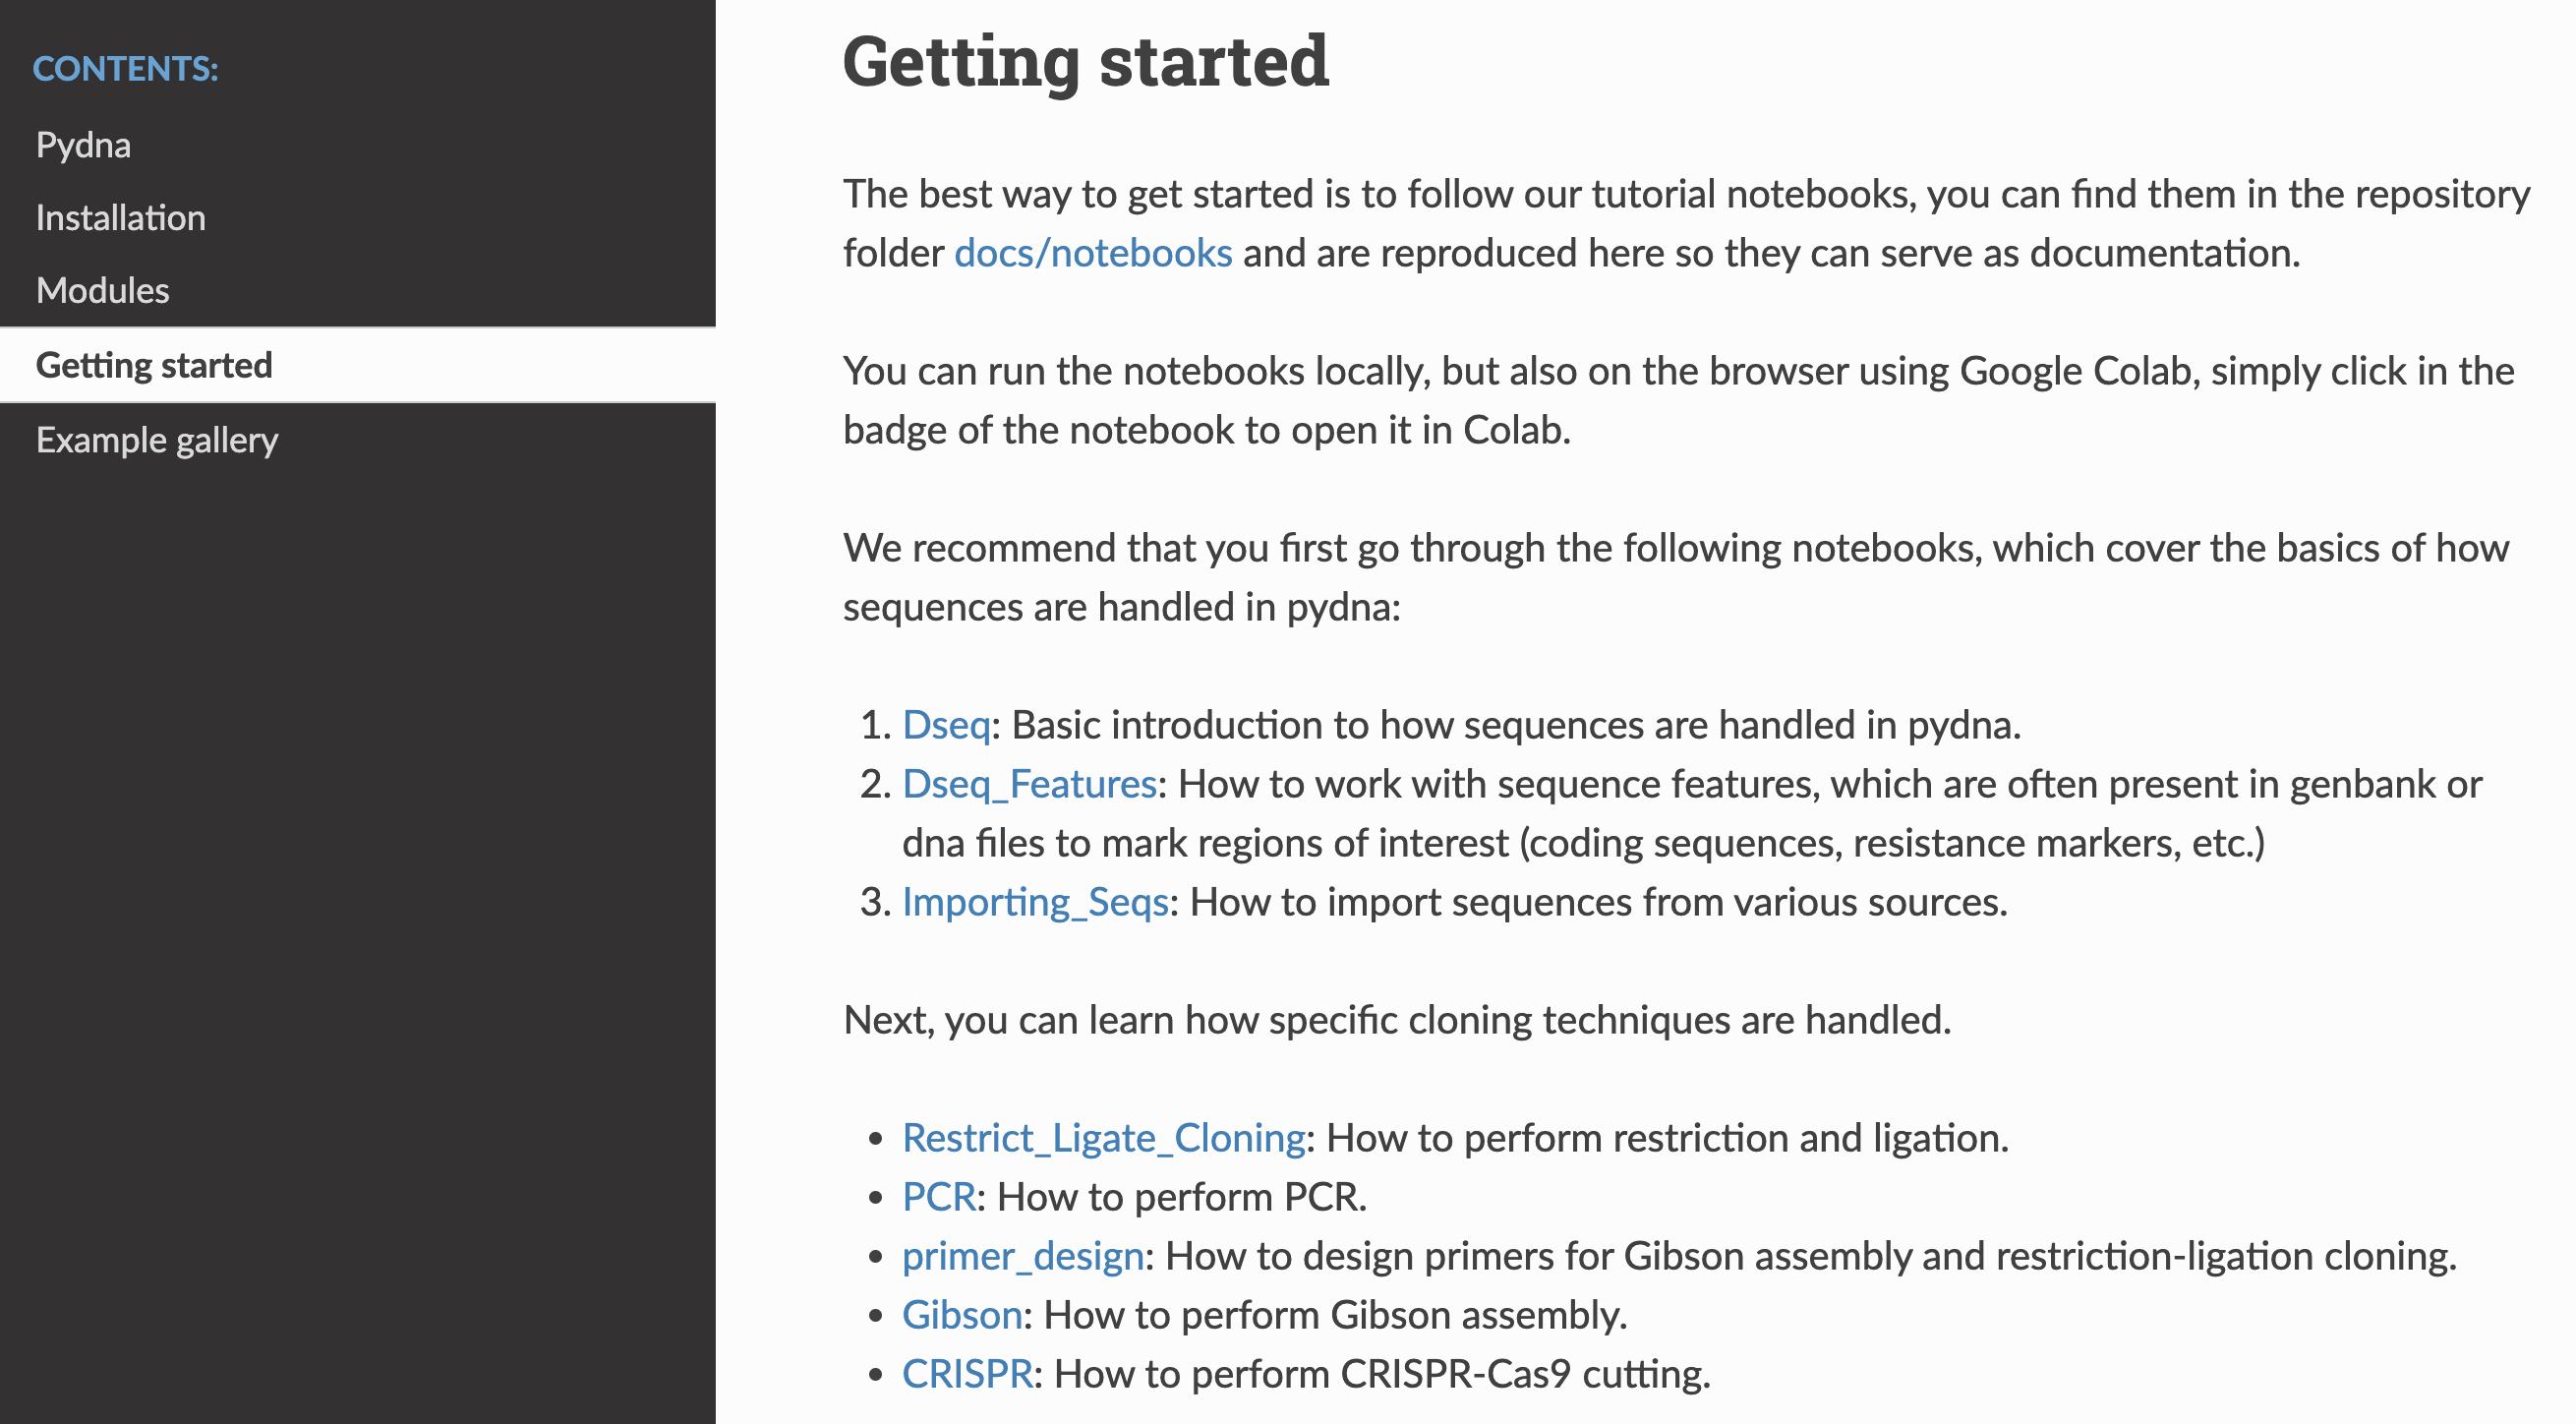 CONTENTS:
Pydna
Installation
Modules
Getting started
Example gallery
Getting started
The best way to get started is to follow our tutorial notebooks, you can find them in the repository
folder docs/notebooks and are reproduced here so they can serve as documentation.
You can run the notebooks locally, but also on the browser using Google Colab, simply click in the
badge of the notebook to open it in Colab.
We recommend that you first go through the following notebooks, which cover the basics of how
sequences are handled in pydna:
1. Dseq: Basic introduction to how sequences are handled in pydna.
2. Dseq_Features: How to work with sequence features, which are often present in genbank or
dna files to mark regions of interest (coding sequences, resistance markers, etc.)
3. Importing_Seqs: How to import sequences from various sources.
Next, you can learn how specific cloning techniques are handled.
• Restrict_Ligate_Cloning: How to perform restriction and ligation.
• PCR: How to perform PCR.
• primer_design: How to design primers for Gibson assembly and restriction-ligation cloning.
• Gibson: How to perform Gibson assembly.
• CRISPR: How to perform CRISPR-Cas9 cutting.